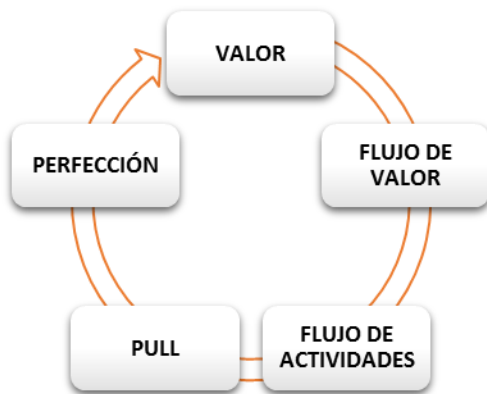 VALOR
FLUJO DE
VALOR
FLUJO DE
ACTIVIDADES
PULL
PERFECCIÓN